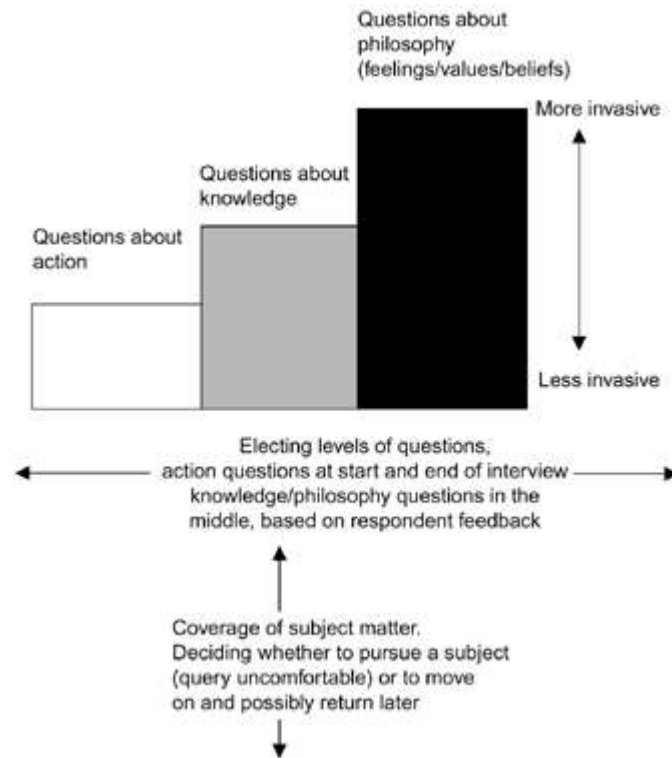 Questions about
philosophy
(feelings/values/beliefs)
More invasive
Questions about
knowledge
Questions about
action
Less invasive
Electing levels of questions,
action questions at start and end of interview
knowledge/philosophy questions in the
middle, based on respondent feedback
Coverage of subject matter.
Deciding whether to pursue a subject
(query uncomfortable) or to move
on and possibly return later